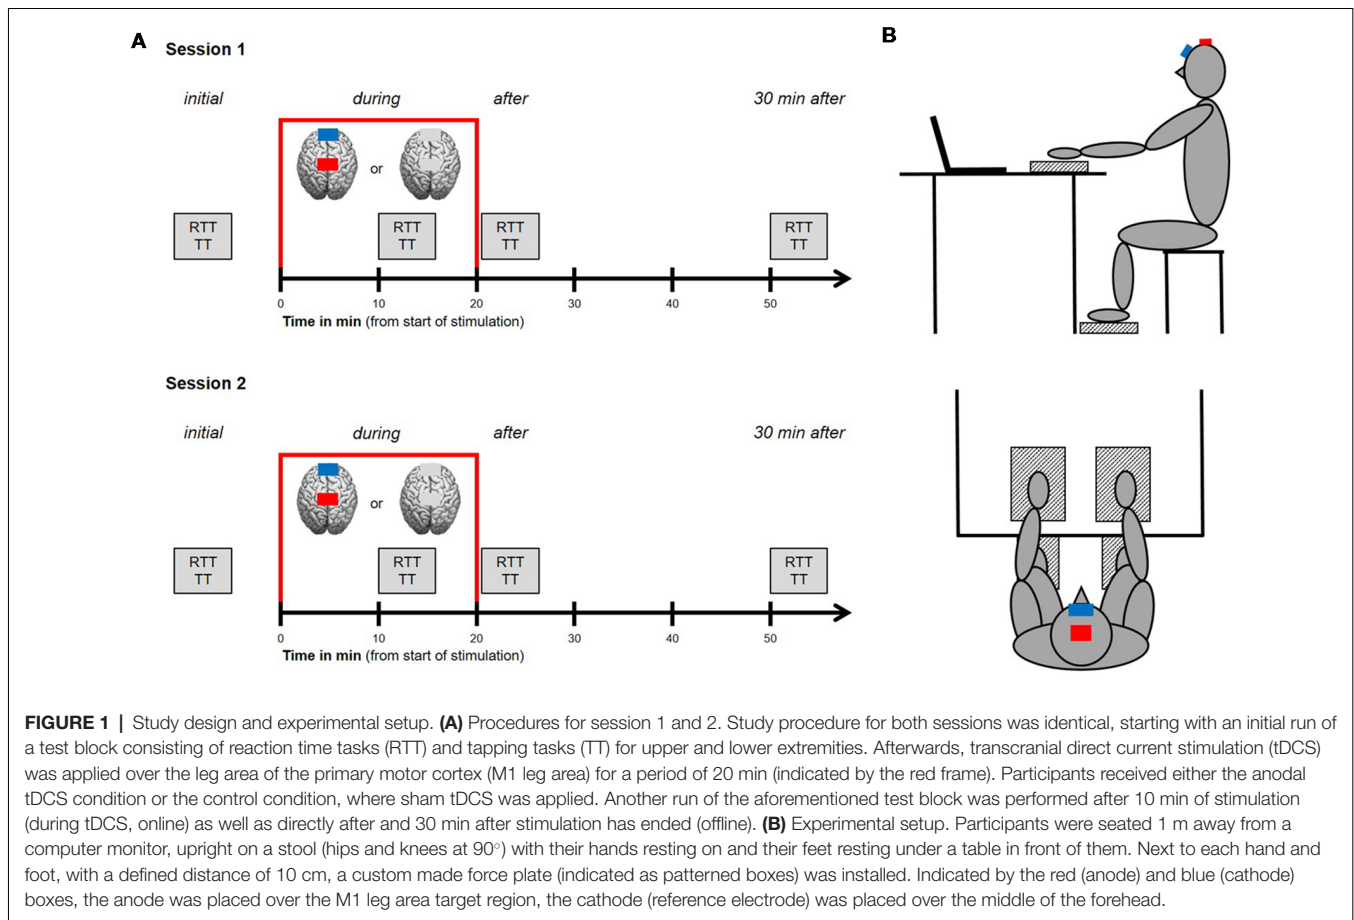 A
Session 1
initial during after 30 min after
or
RTT RTT RTT RTT
TT TT TT TT
0 10 20 30 40 50
Time in min (from start of stimulation)
Session 2
initial during after 30 min after
or
RTT RTT RTT RTT
TT TT TT TT
0 10 20 30 40 50
Time in min (from start of stimulation)
B
FIGURE 1 | Study design and experimental setup. (A) Procedures for session 1 and 2. Study procedure for both sessions was identical, starting with an initial run of
a test block consisting of reaction time tasks (RTT) and tapping tasks (TT) for upper and lower extremities. Afterwards, transcranial direct current stimulation (tDCS)
was applied over the leg area of the primary motor cortex (M1 leg area) for a period of 20 min (indicated by the red frame). Participants received either the anodal
tDCS condition or the control condition, where sham tDCS was applied. Another run of the aforementioned test block was performed after 10 min of stimulation
(during tDCS, online) as well as directly after and 30 min after stimulation has ended (offline). (B) Experimental setup. Participants were seated 1 m away from a
computer monitor, upright on a stool (hips and knees at 90°) with their hands resting on and their feet resting under a table in front of them. Next to each hand and
foot, with a defined distance of 10 cm, a custom made force plate (indicated as patterned boxes) was installed. Indicated by the red (anode) and blue (cathode)
boxes, the anode was placed over the M1 leg area target region, the cathode (reference electrode) was placed over the middle of the forehead.